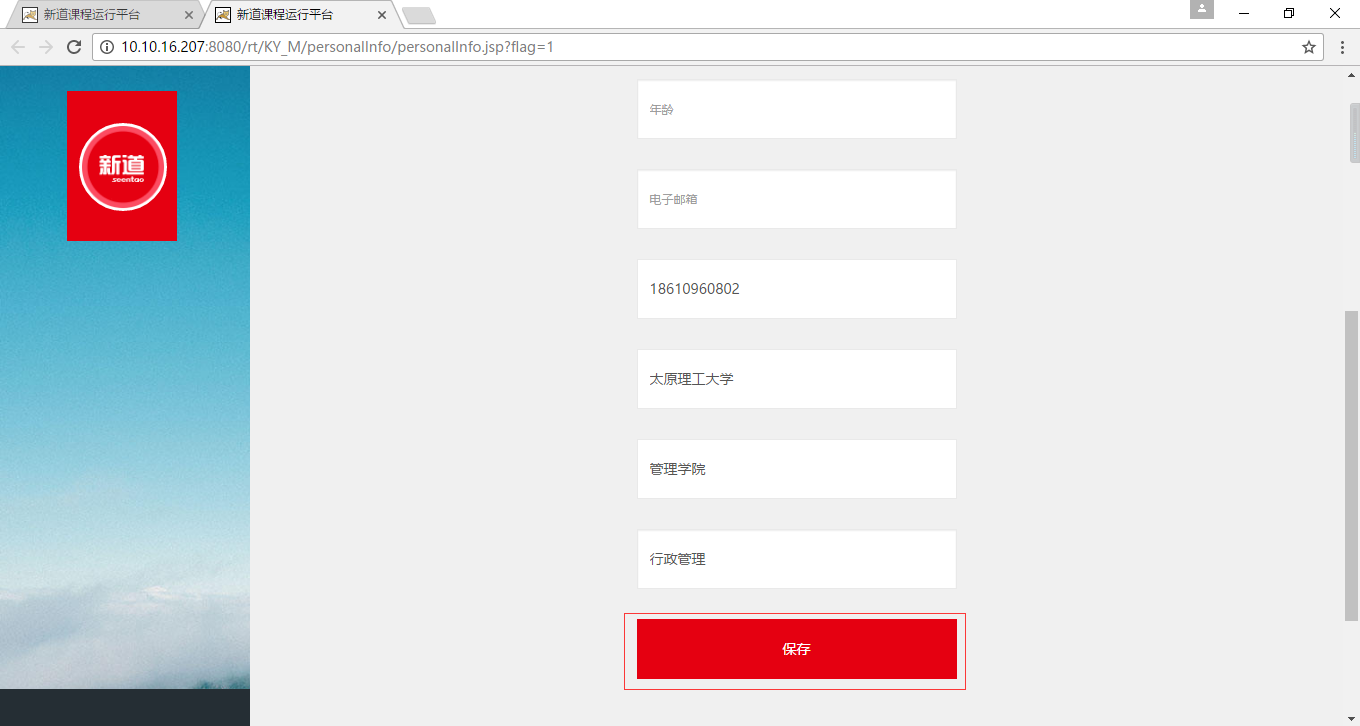 新道课程运行平台
新道课程运行平台
10.10.16.207:8080/rt/KY_M/personalInfo/personalInfo.jsp?flag=1
新道
seentao
年龄
电子邮箱
18610960802
太原理工大学
管理学院
行政管理
保存